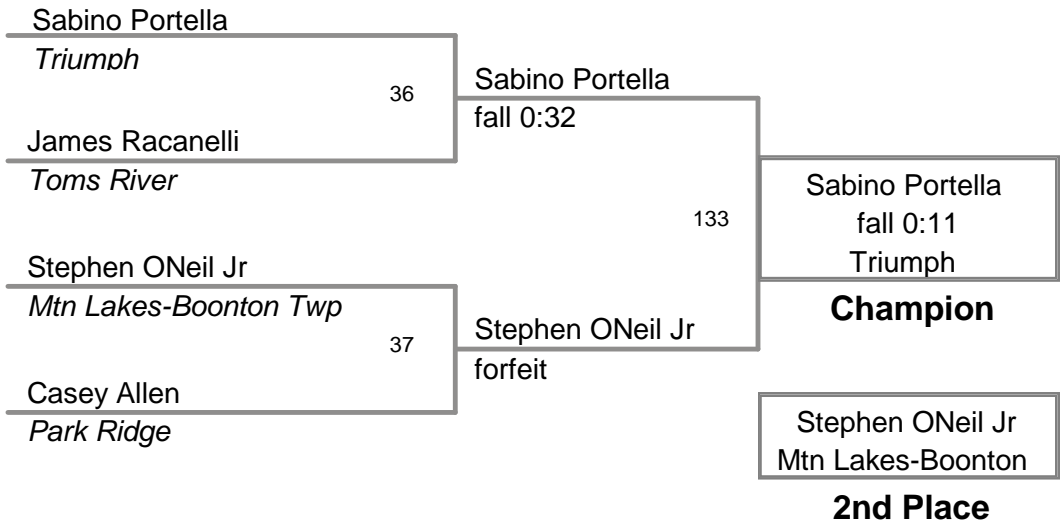 Sabino Portella
Triumph
36
James Racanelli
Toms River
Sabino Portella
fall 0:32
Stephen ONeil Jr
Mtn Lakes-Boonton Twp
37
Casey Allen
Park Ridge
Stephen ONeil Jr
forfeit
133
Sabino Portella
fall 0:11
Triumph
Champion
Stephen ONeil Jr
Mtn Lakes-Boonton
2nd Place